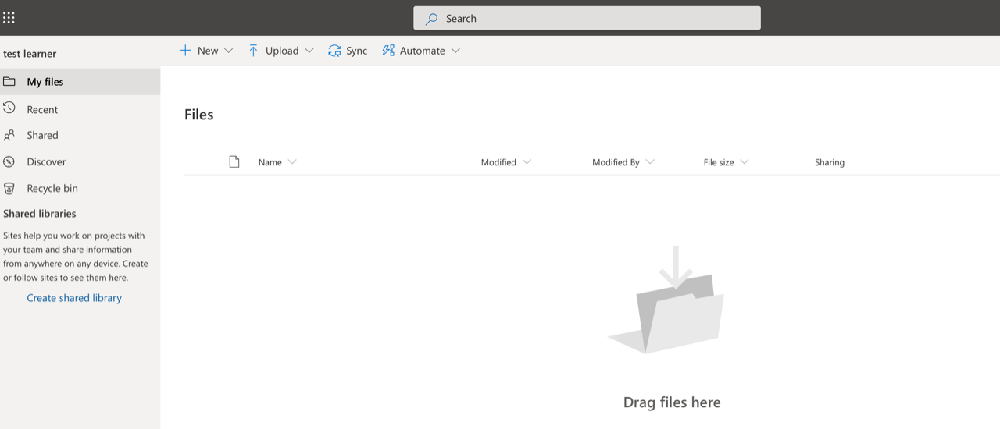 Search
test learner
New Upload Sync Automate
My files
Recent
Shared
Discover
Recycle bin
Shared libraries
Sites help you work on projects with
your team and share information
from anywhere on any device. Create
or follow sites to see them here.
Create shared library
Files
Name Modified Modified By File size Sharing
Drag files here